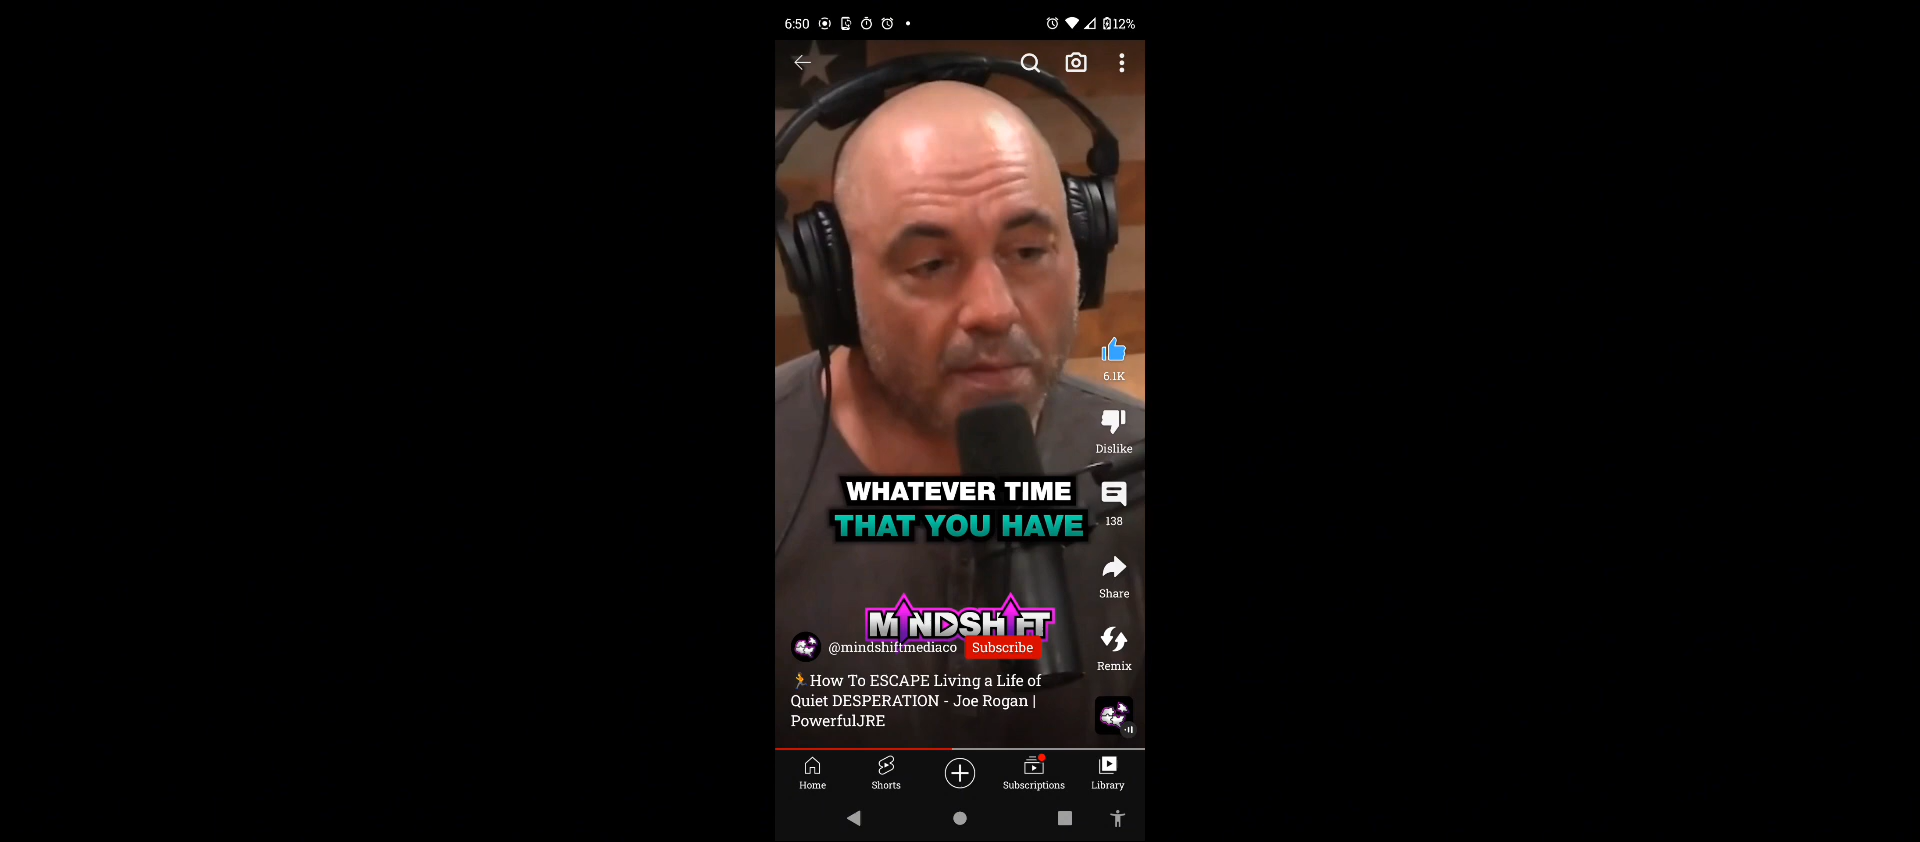 6:50
12%
6.1K
Dislike
WHATEVER TIME
THAT YOU HAVE
138
Share
MINDSHIFT
@mindshiftmediaco Subscribe
Remix
🏃How To ESCAPE Living a Life of
Quiet DESPERATION - Joe Rogan |
PowerfulJRE
Home Shorts Subscriptions Library